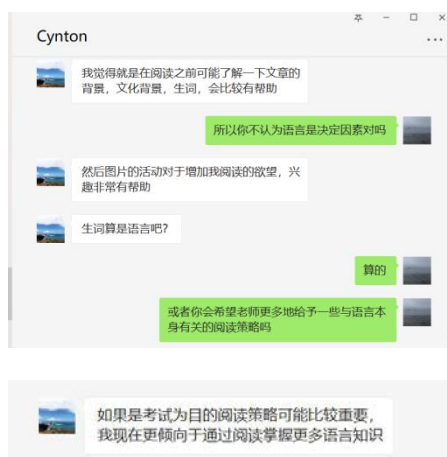 Cynton
我觉得就是在阅读之前可能了解一下文章的
背景，文化背景，生词，会比较有帮助
所以你不认为语言是决定因素对吗
然后图片的活动对于增加我阅读的欲望，兴
趣非常有帮助
生词算是语言吧?
算的
或者你会希望老师更多地给予一些与语言本
身有关的阅读策略吗
如果是考试为目的阅读策略可能比较重要，
我现在更倾向于通过阅读掌握更多语言知识